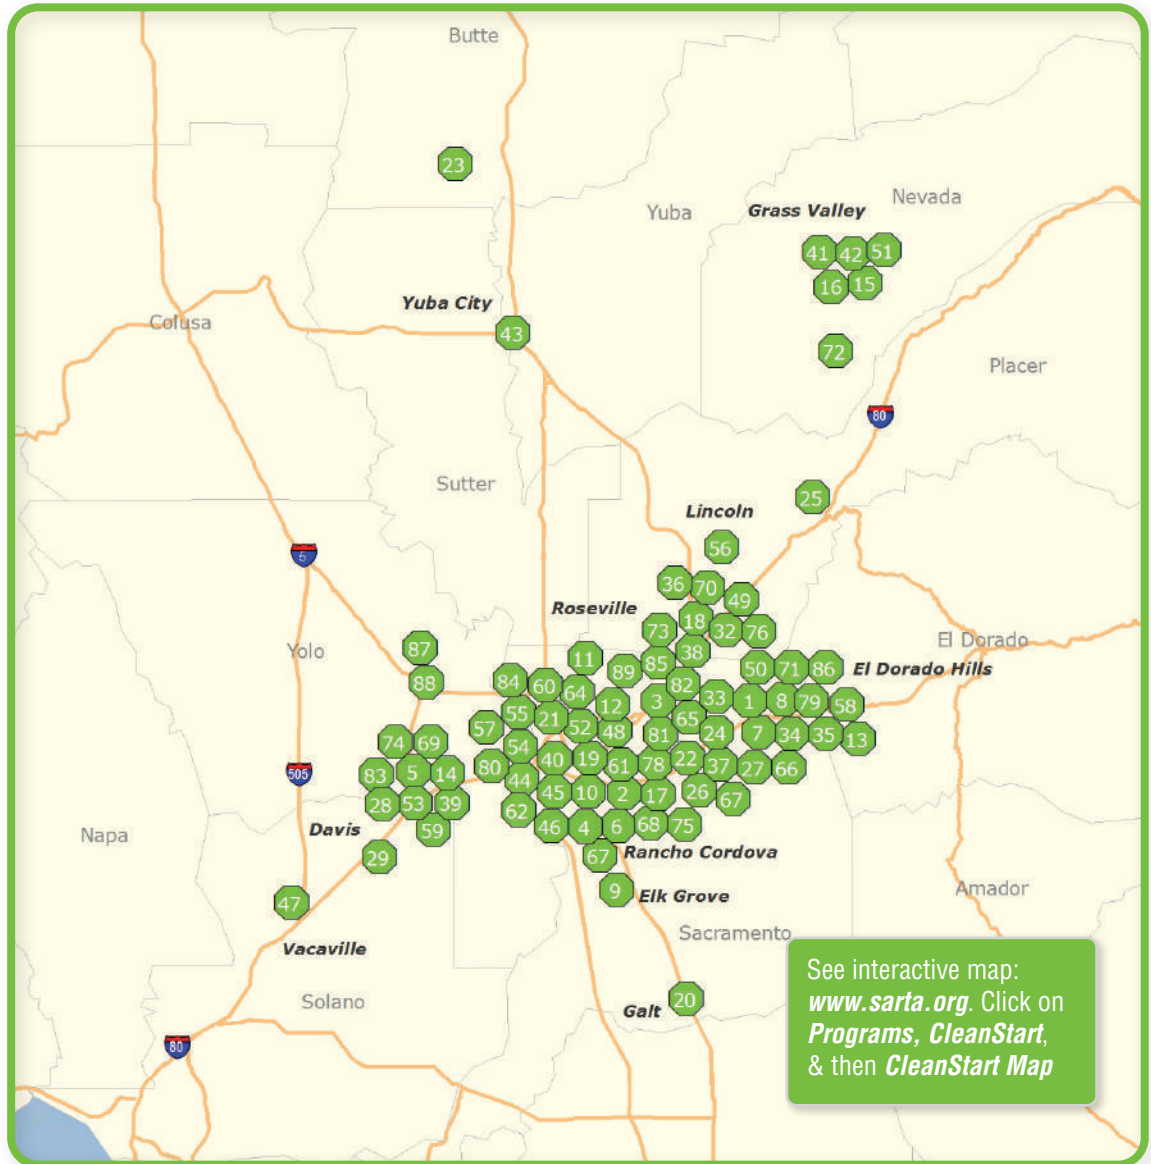 Butte
23
Yuba
Grass Valley
Nevada
41 42 51
16 15
Yuba City
43
Colusa
72
Placer
80
Sutter
25
Lincoln
5
56
36 70
49
Roseville
73 18 32 76
87
Yolo
11 89 85 38
El Dorado
50 71 86 El Dorado Hills
88
84 60 64 82
12 3 33 1 8 79 58
55 21 52 48 65
57
74 69
54 81 24 7 34 35 13
40 19 61 78 22 37 27 66
80
505
83 5 14
44
28 53 39
45 10 2 17 26 67
62
Davis
59
46 4 6 68 75
Napa
29
67 Rancho Cordova
47
9 Elk Grove
Amador
Vacaville
Sacramento
Solano
Galt
20
80
See interactive map:
www.sarta.org. Click on
Programs, CleanStart,
& then CleanStart Map